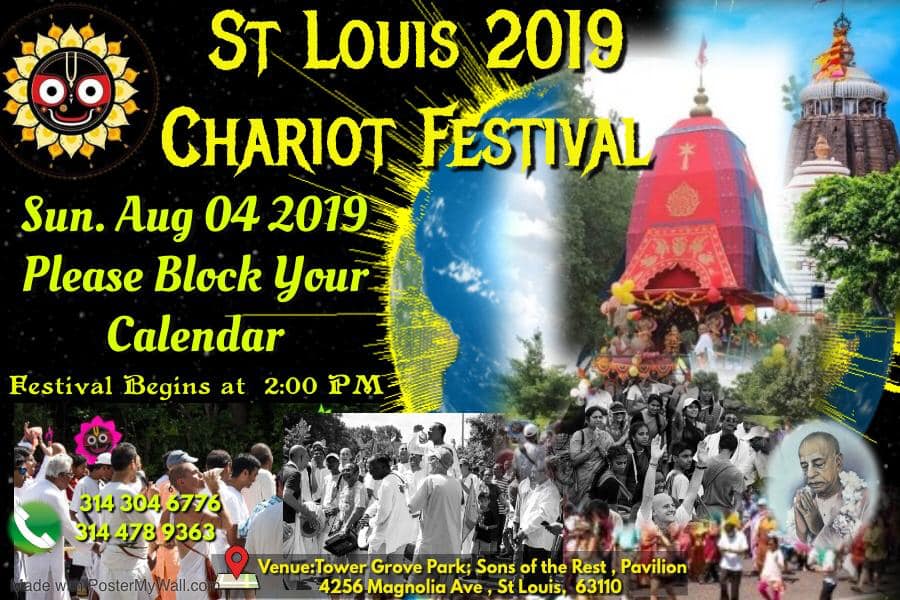 St Louis 2019
Chariot Festival
Sun. Aug 04 2019
Please Block Your
Calendar
Festival Begins at 2:00 PM
314 304 6776
314 478 9363
Venue:Tower Grove Park; Sons of the Rest , Pavilion
4256 Magnolia Ave , St Louis, 63110
Made with PosterMyWall.com